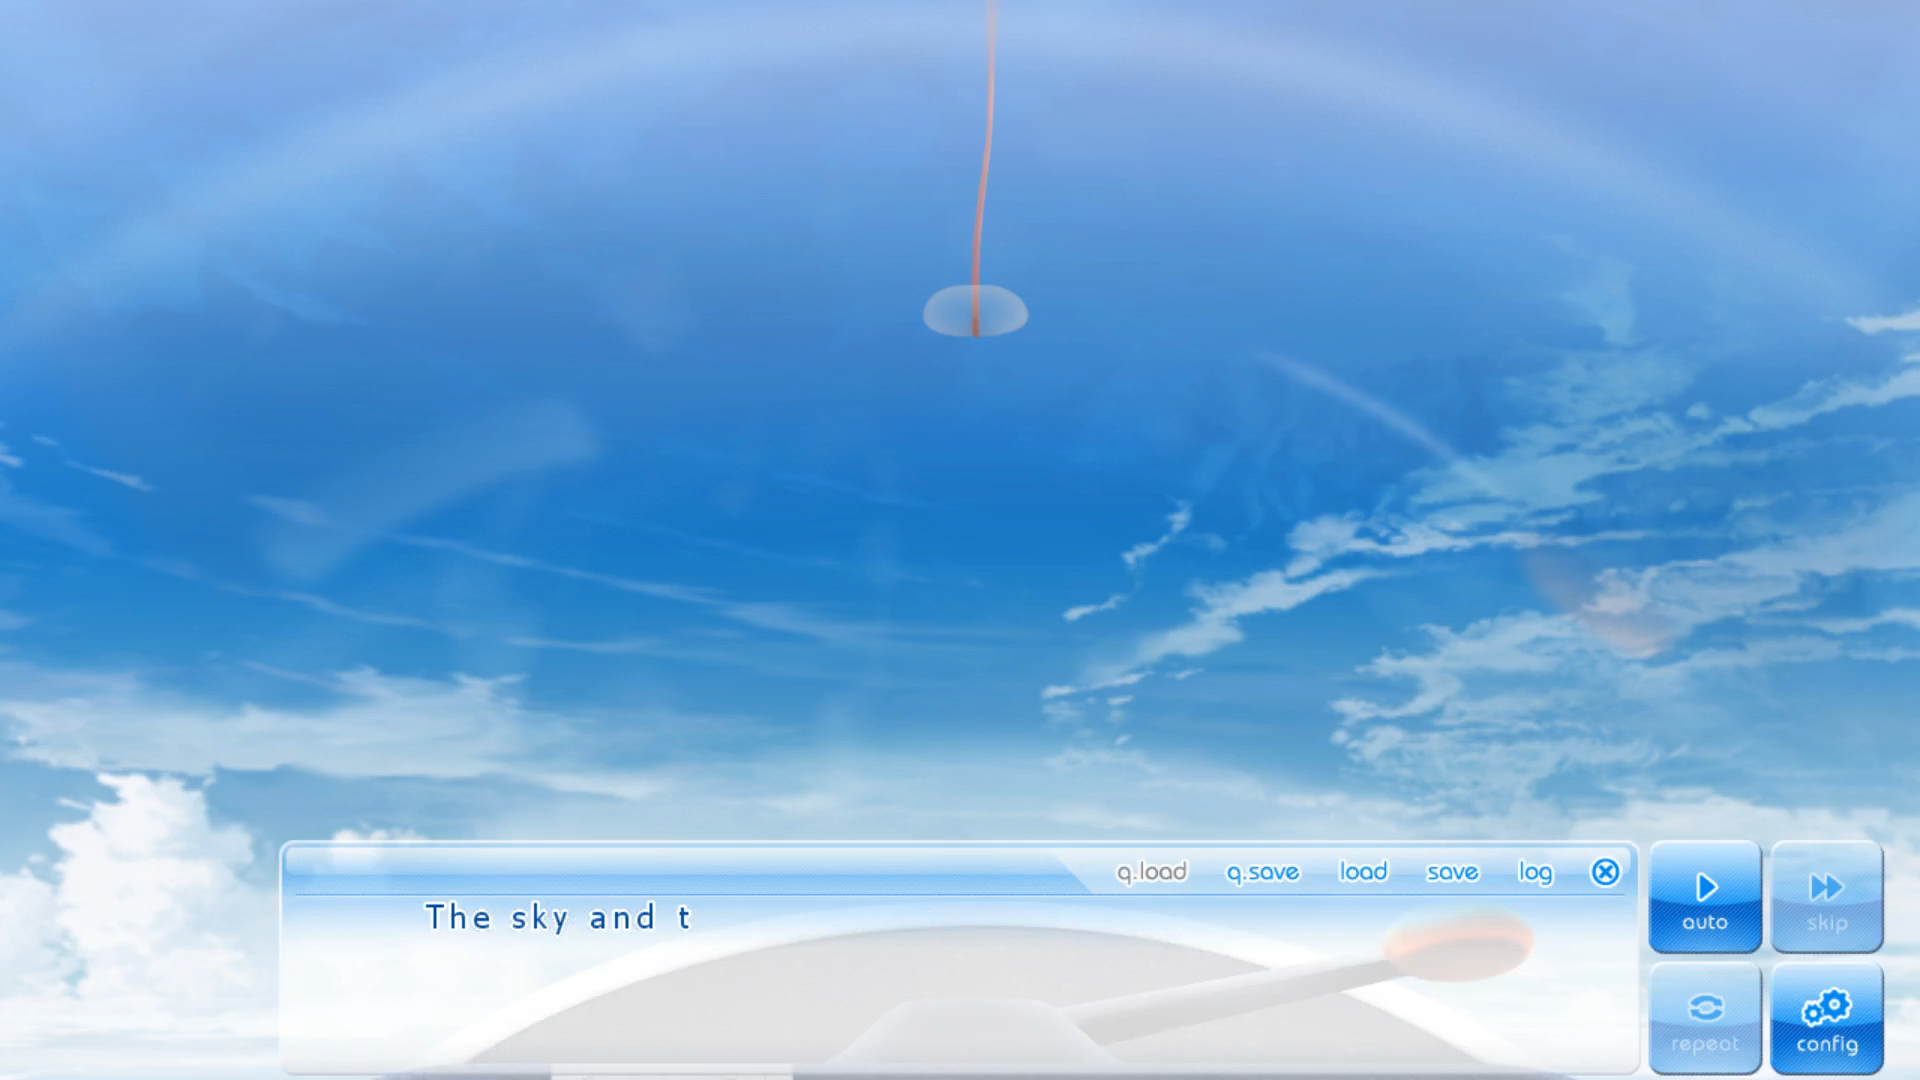 q.load q.save load save log
The sky and t
auto
skip
repeat
config